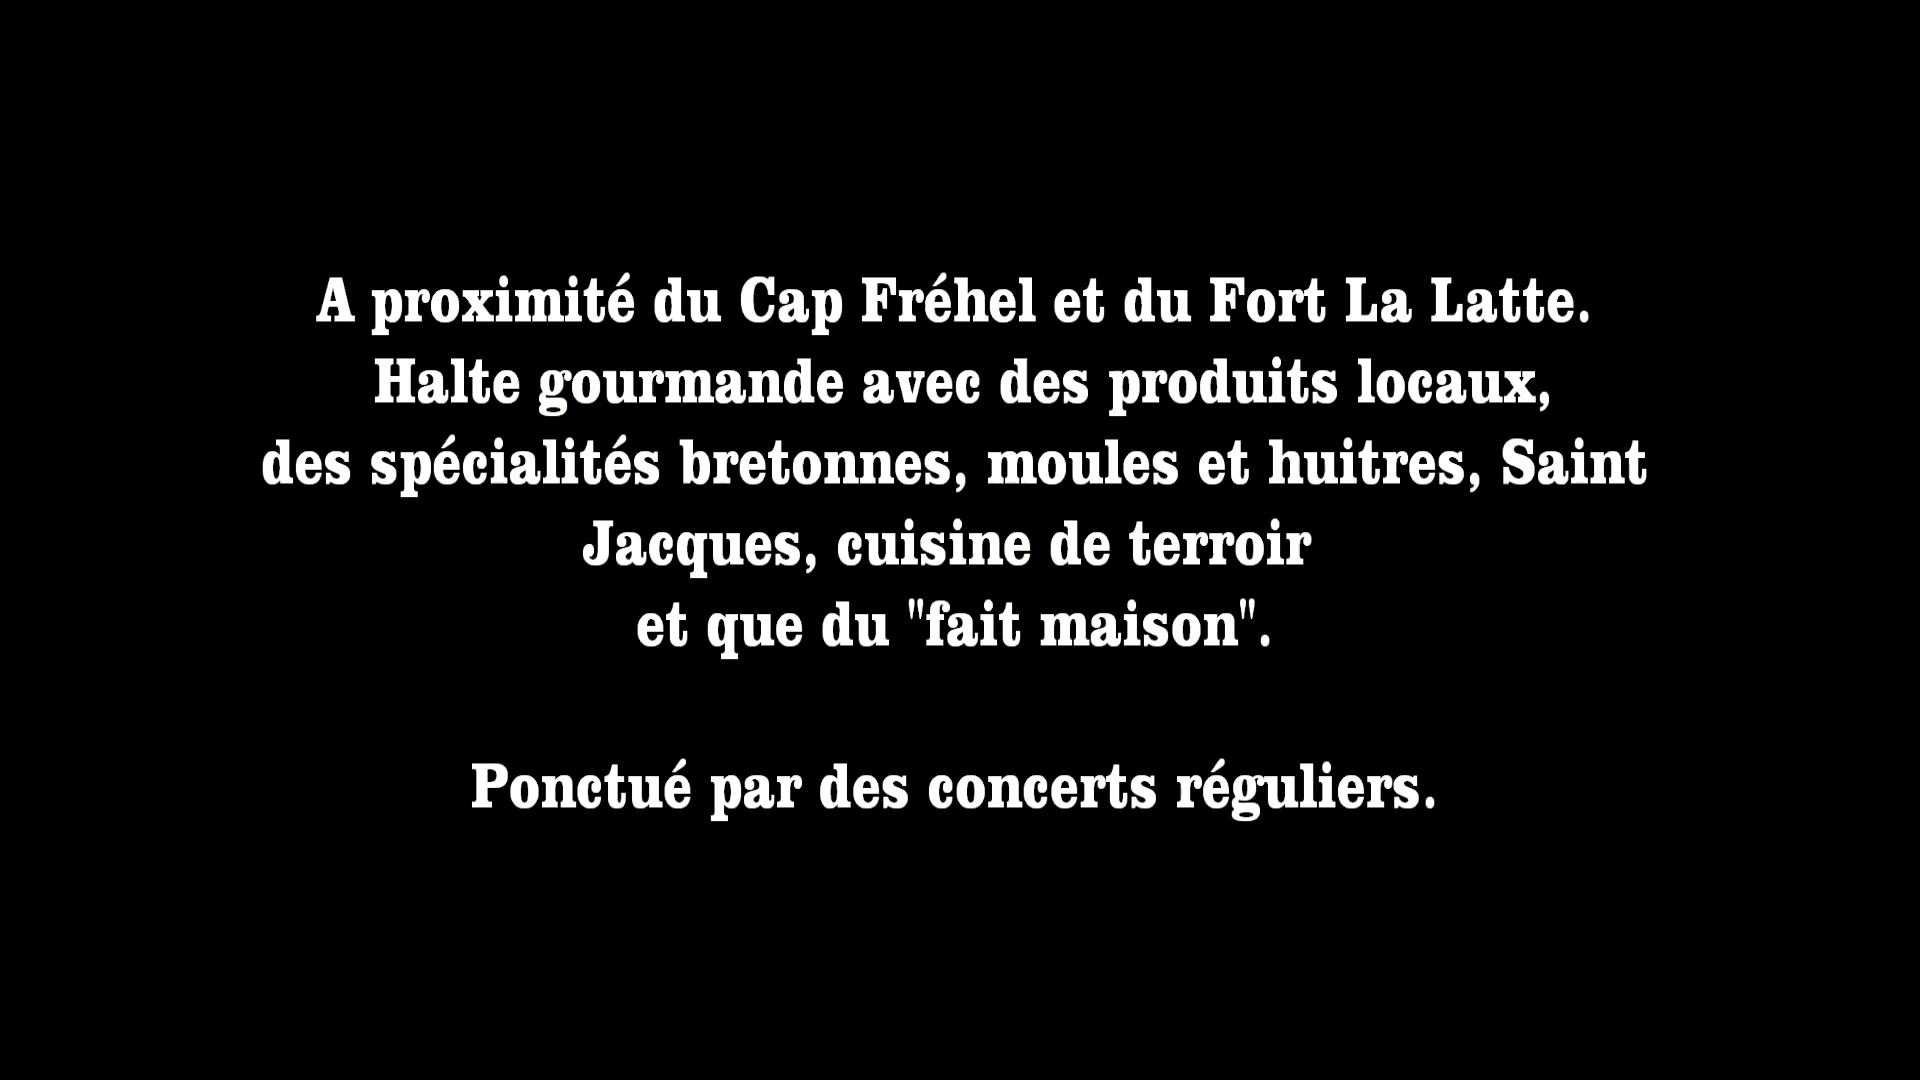 A proximité du Cap Fréhel et du Fort La Latte.
Halte gourmande avec des produits locaux,
des spécialités bretonnes, moules et huitres, Saint
Jacques, cuisine de terroir
et que du "fait maison".
Ponctué par des concerts réguliers.